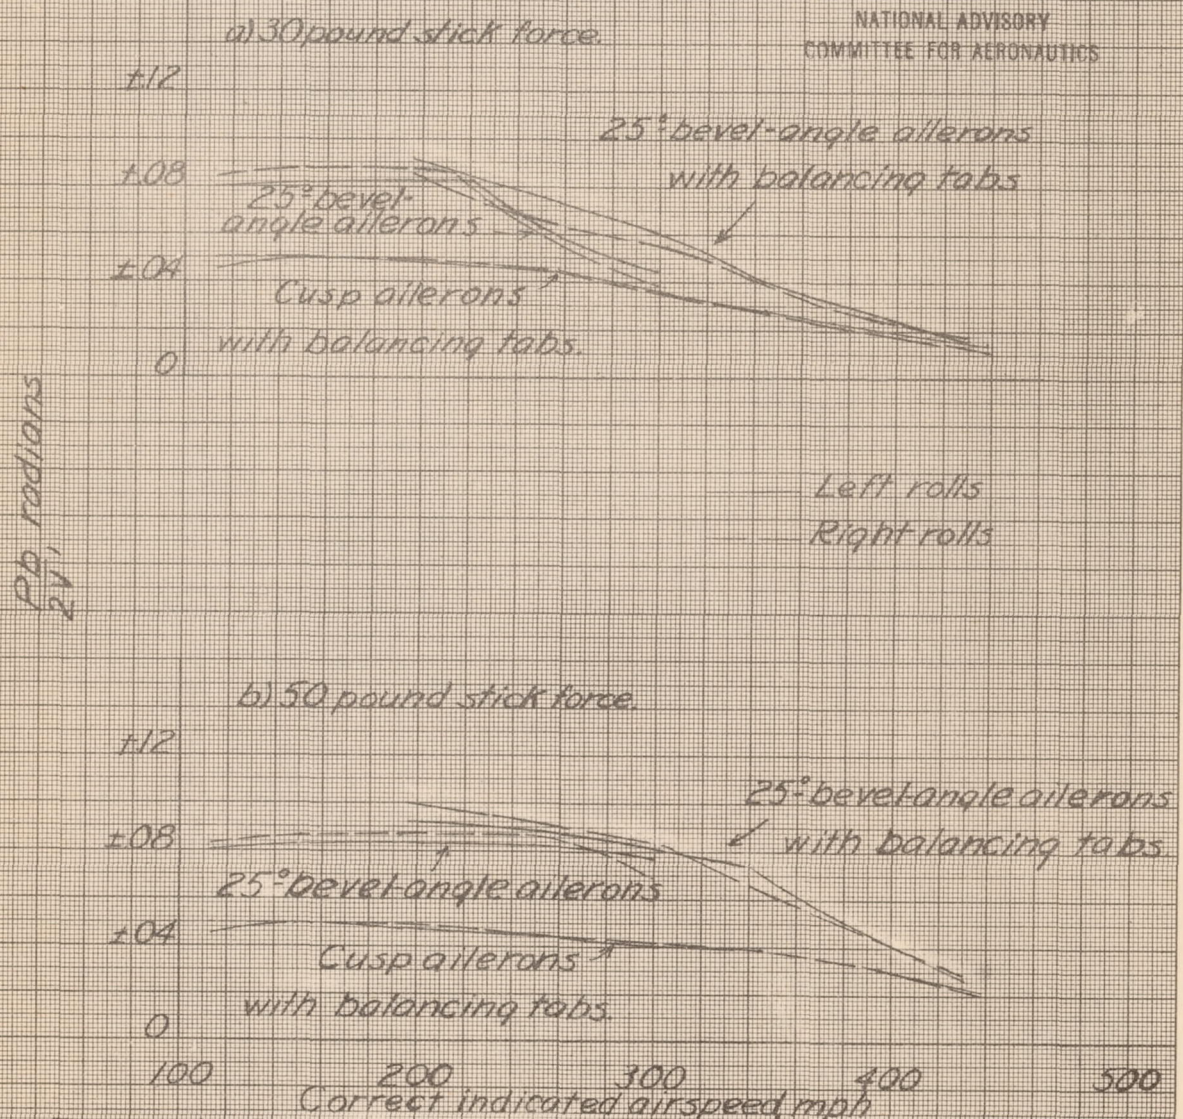 NATIONAL ADVISORY
COMMITTEE FOR AERONAUTICS
a) 30 pound stick force.
±.12
25° bevel-angle ailerons
with balancing tabs
±.08
25° bevel-
angle ailerons
±.04
Cusp ailerons
with balancing tabs.
0
Left rolls
Right rolls
pb
2V, radians
b) 50 pound stick force.
±.12
25° bevel-angle ailerons
with balancing tabs.
±.08
25° bevel-angle ailerons
±.04
Cusp ailerons
with balancing tabs.
0
100 200 300 400 500
Correct indicated airspeed mph